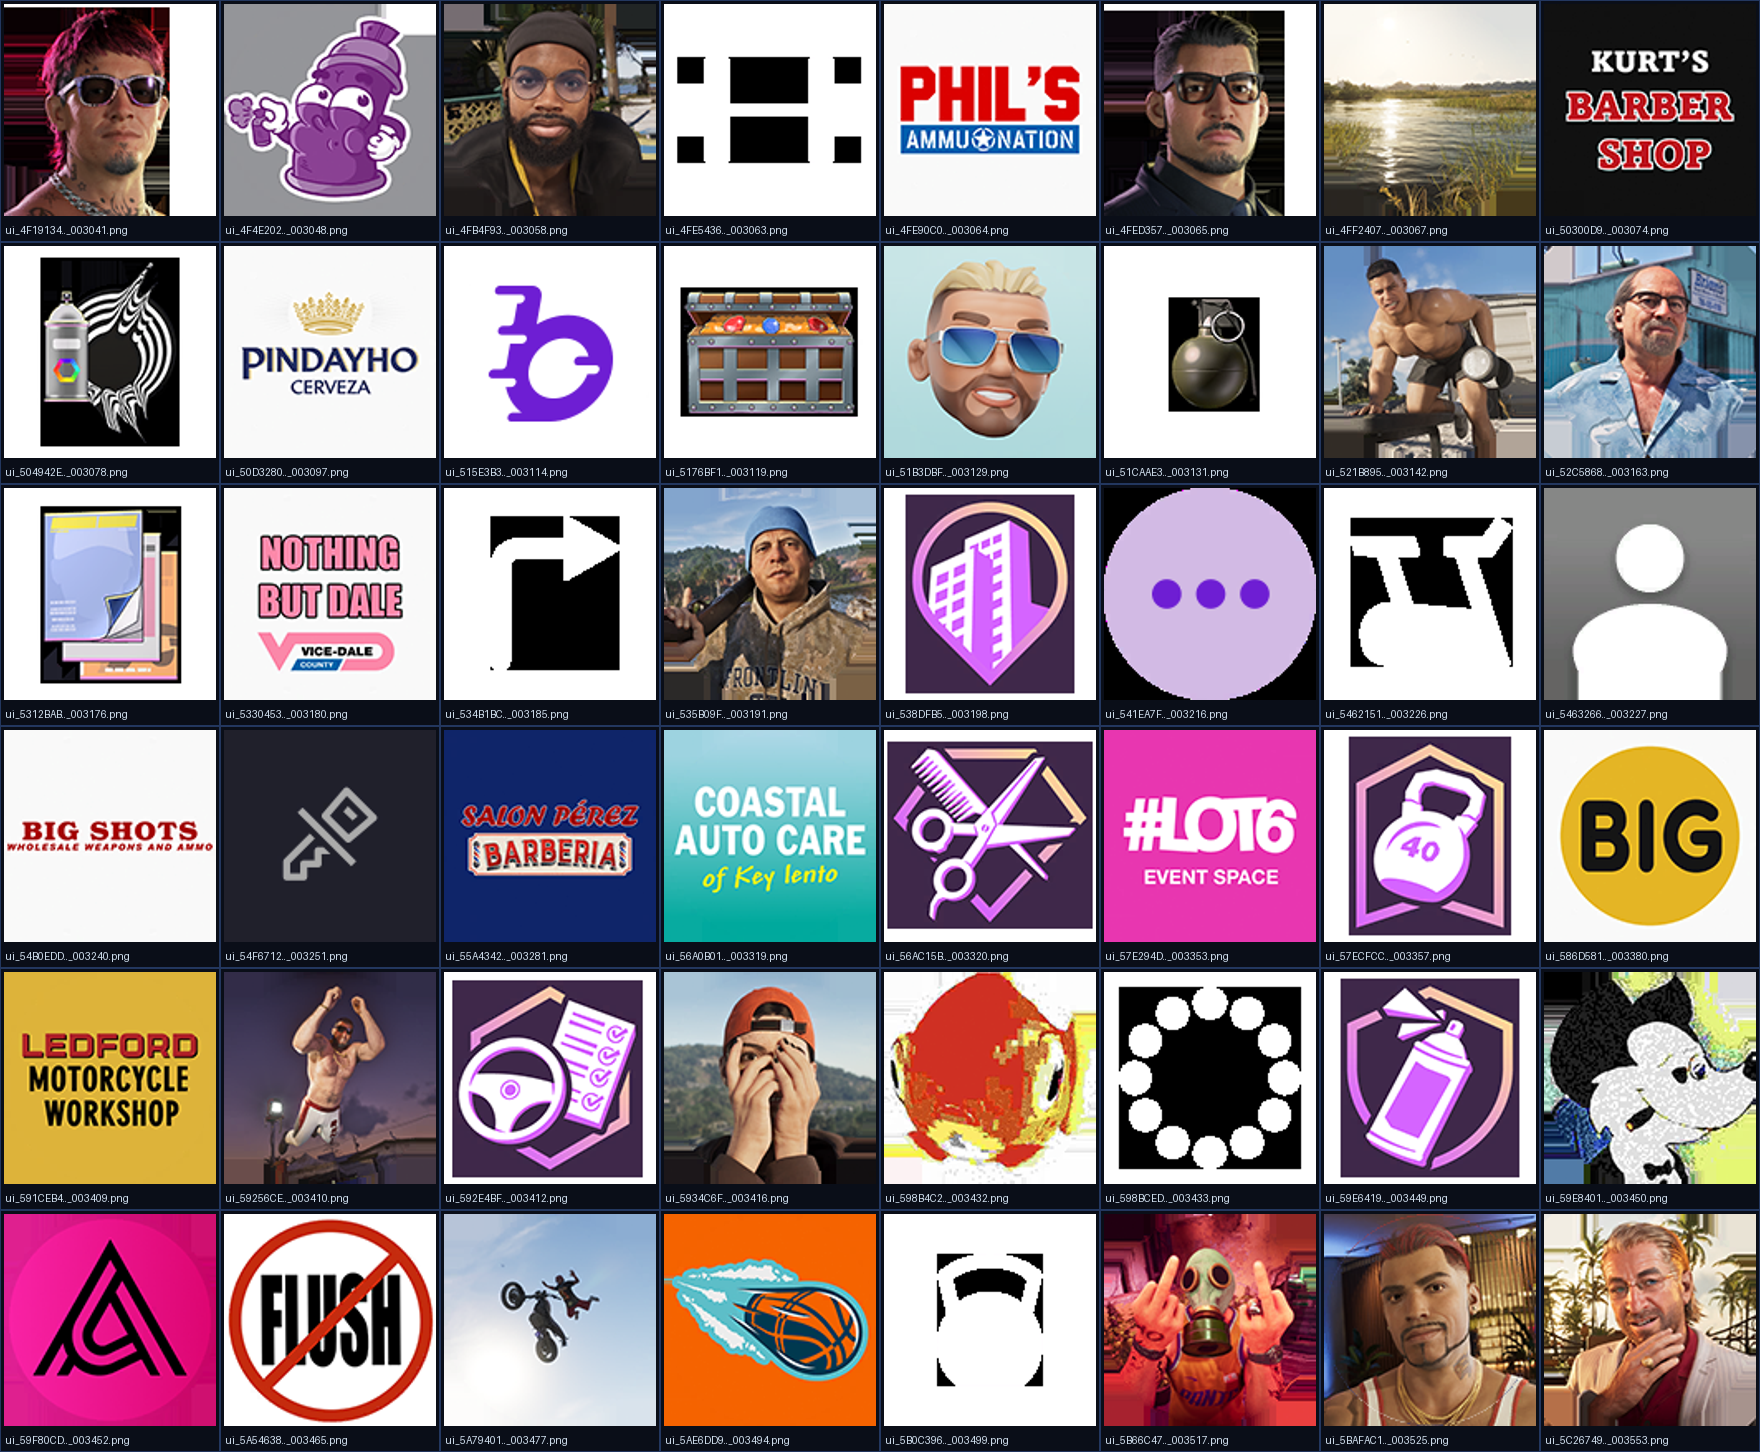 PHIL'S
AMMU NATION
KURT'S
BARBER
SHOP
ui_4F19134.._003041.png
ui_4F4E202.._003048.png
ui_4FB4F93.._003058.png
ui_4FE5436.._003063.png
ui_4FE90C0.._003064.png
ui_4FED357.._003065.png
ui_4FF2407.._003067.png
ui_50300D9.._003074.png
PINDAYHO
CERVEZA
ui_504942E.._003078.png
ui_50D3280.._003097.png
ui_515E3B3.._003114.png
ui_5176BF1.._003119.png
ui_51B3DBF.._003129.png
ui_51CAAE3.._003131.png
ui_521B895.._003142.png
ui_52C5868.._003163.png
NOTHING
BUT DALE
VICE-DALE
COUNTY
FRONTLIN
ui_5312BAB.._003176.png
ui_5330453.._003180.png
ui_534B1BC.._003185.png
ui_535B09F.._003191.png
ui_538DFB5.._003198.png
ui_541EA7F.._003216.png
ui_5462151.._003226.png
ui_5463266.._003227.png
BIG SHOTS
WHOLESALE WEAPONS AND AMMO
SALON PÉREZ
BARBERIA
COASTAL
AUTO CARE
of Key lento
#LOT6
EVENT SPACE
40
BIG
ui_54B0EDD.._003240.png
ui_54F6712.._003251.png
ui_55A4342.._003281.png
ui_56A0B01.._003319.png
ui_56AC15B.._003320.png
ui_57E294D.._003353.png
ui_57ECFCC.._003357.png
ui_586D581.._003380.png
LEDFORD
MOTORCYCLE
WORKSHOP
ui_591CEB4.._003409.png
ui_59256CE.._003410.png
ui_592E4BF.._003412.png
ui_5934C6F.._003416.png
ui_598B4C2.._003432.png
ui_598BCED.._003433.png
ui_59E6419.._003449.png
ui_59E8401.._003450.png
FLUSH
ui_59F80CD.._003452.png
ui_5A54638.._003465.png
ui_5A79401.._003477.png
ui_5AE6DD9.._003494.png
ui_5B0C396.._003499.png
ui_5B66C47.._003517.png
ui_5BAFAC1.._003525.png
ui_5C26749.._003553.png